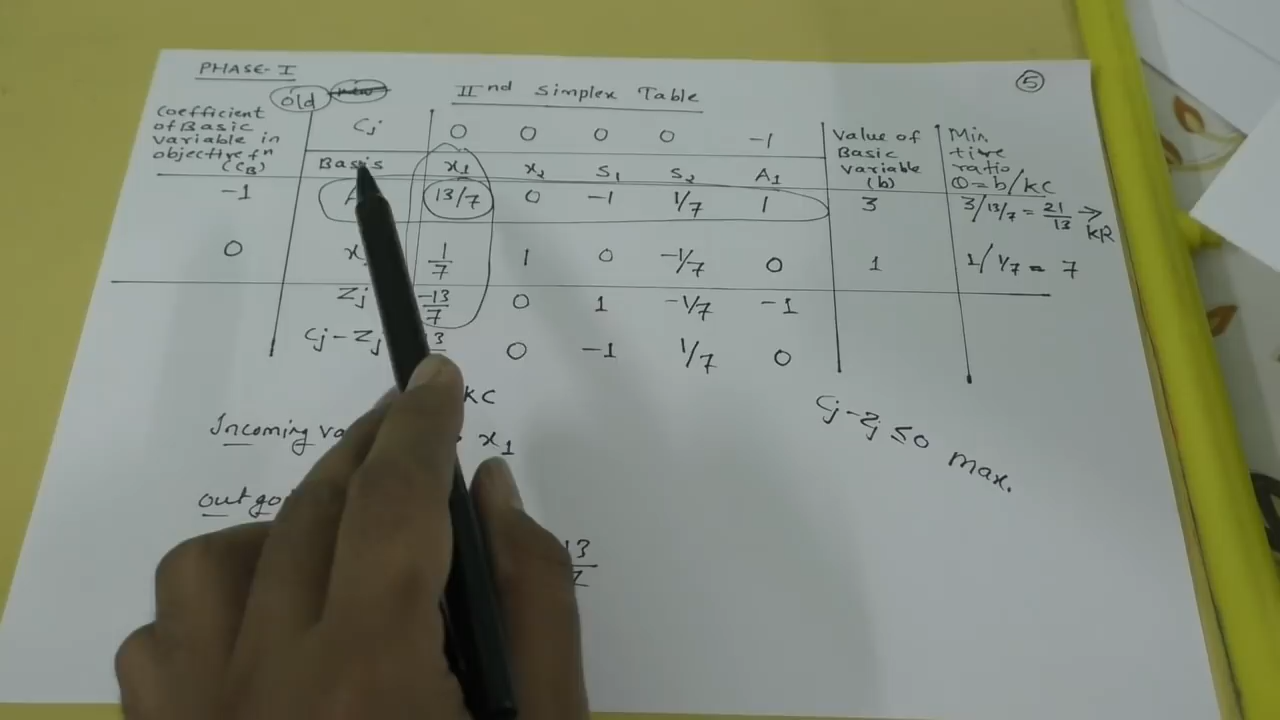 PHASE-I
old
IInd Simplex Table
5
Coefficient
of Basic
variable in
objective fn
(CB)
Cj 0 0 0 0 -1
Value of
Basic
variable
(b)
Min
tive
ratio
θ=b/KC
Basis x1 x2 S1 S2 A1
-1 A 13/7 0 -1 1/7 1 3 3/13/7 = 21/13 → KR
0 x 1/7 1 0 -1/7 0 1 1/1/7 = 7
Zj -13/7 0 1 -1/7 -1
Cj-Zj 0 -1 1/7 0
KC
Cj-Zj ≤0 max.
Incoming va x1
outgo
13